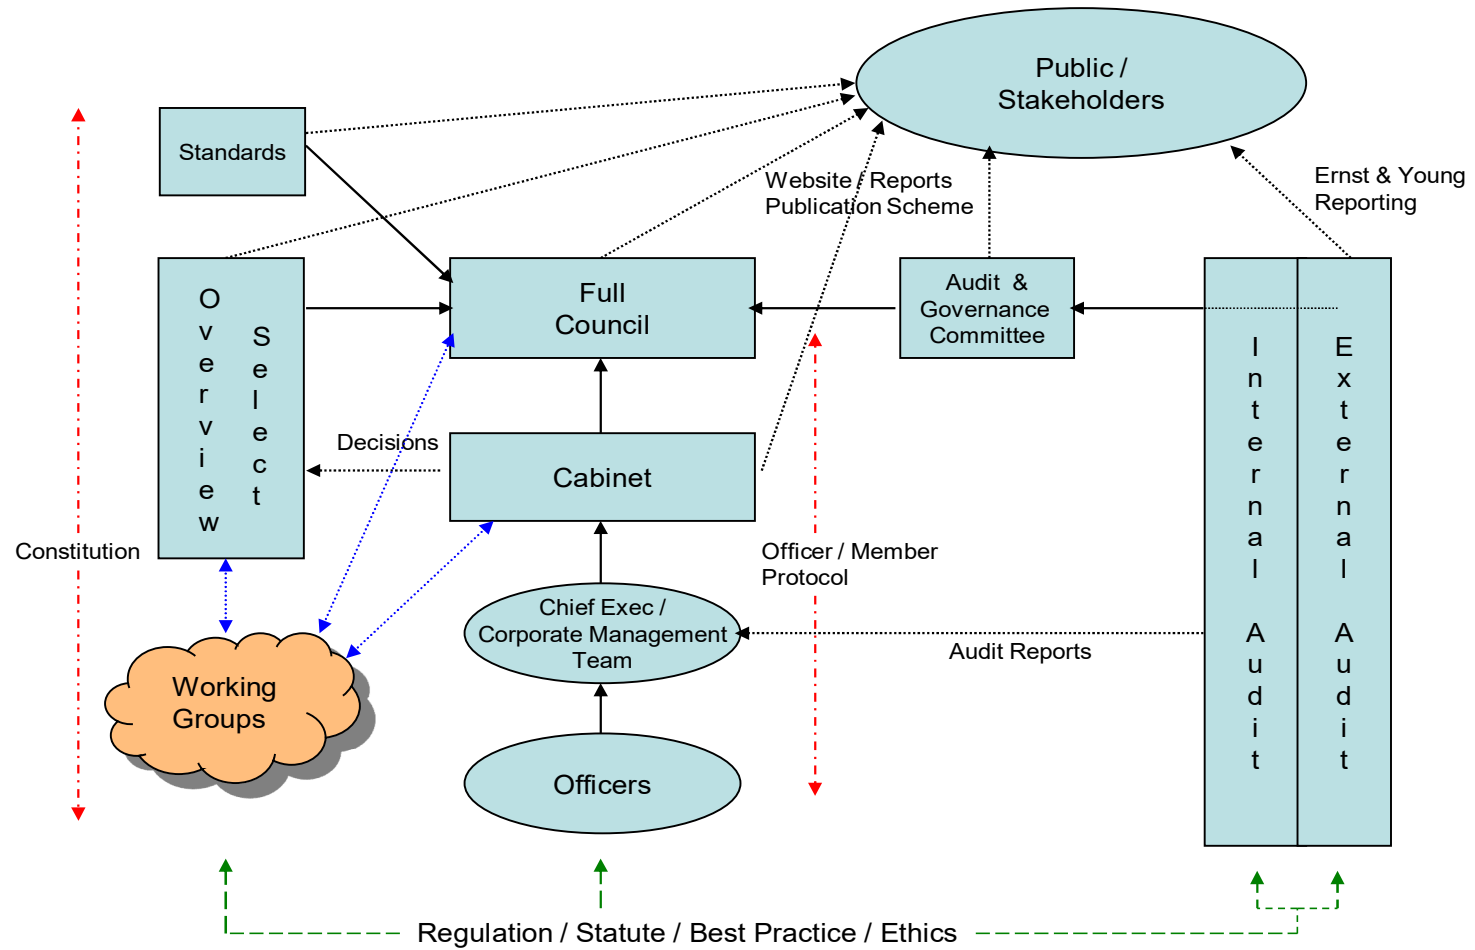 Public /
Stakeholders
Standards
Website / Reports
Publication Scheme
Ernst & Young
Reporting
Overview
Select
Full
Council
Audit & 
Governance
Committee
Internal Audit
External Audit
Decisions
Cabinet
Constitution
Officer / Member
Protocol
Chief Exec /
Corporate Management
Team
Audit Reports
Working
Groups
Officers
Regulation / Statute / Best Practice / Ethics